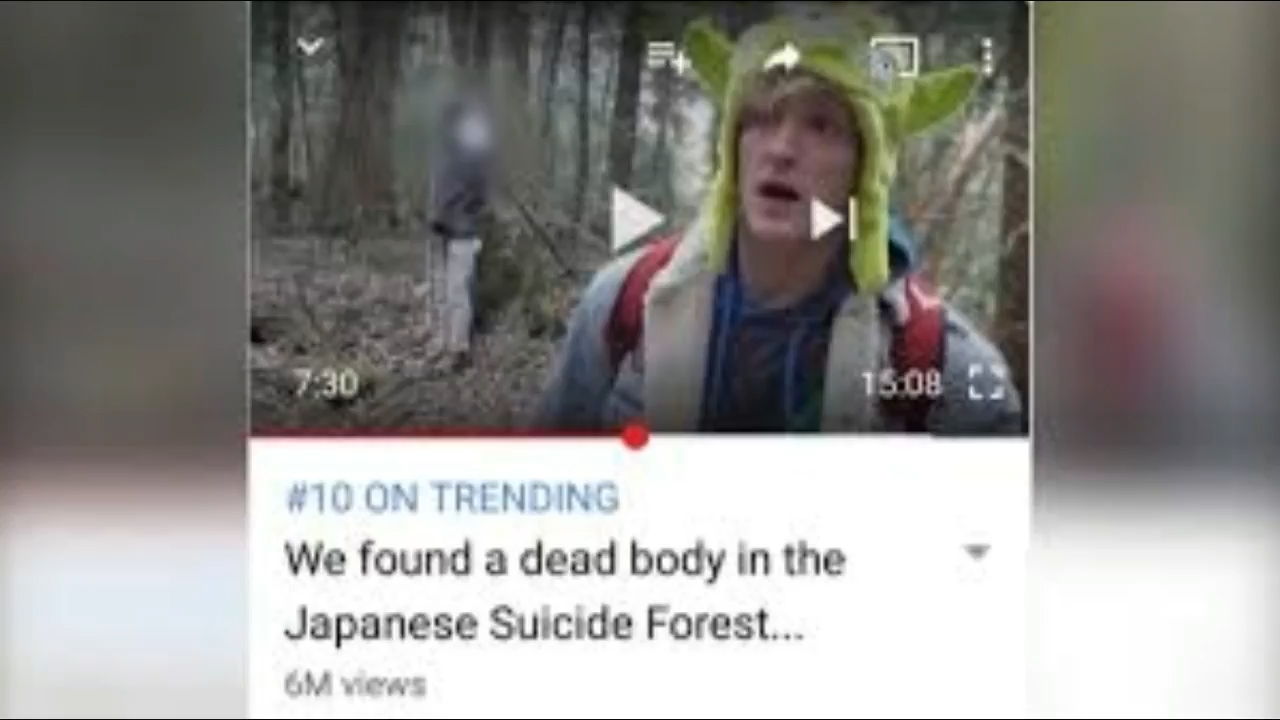 7:30
15:08
#10 ON TRENDING
We found a dead body in the
Japanese Suicide Forest...
6M views